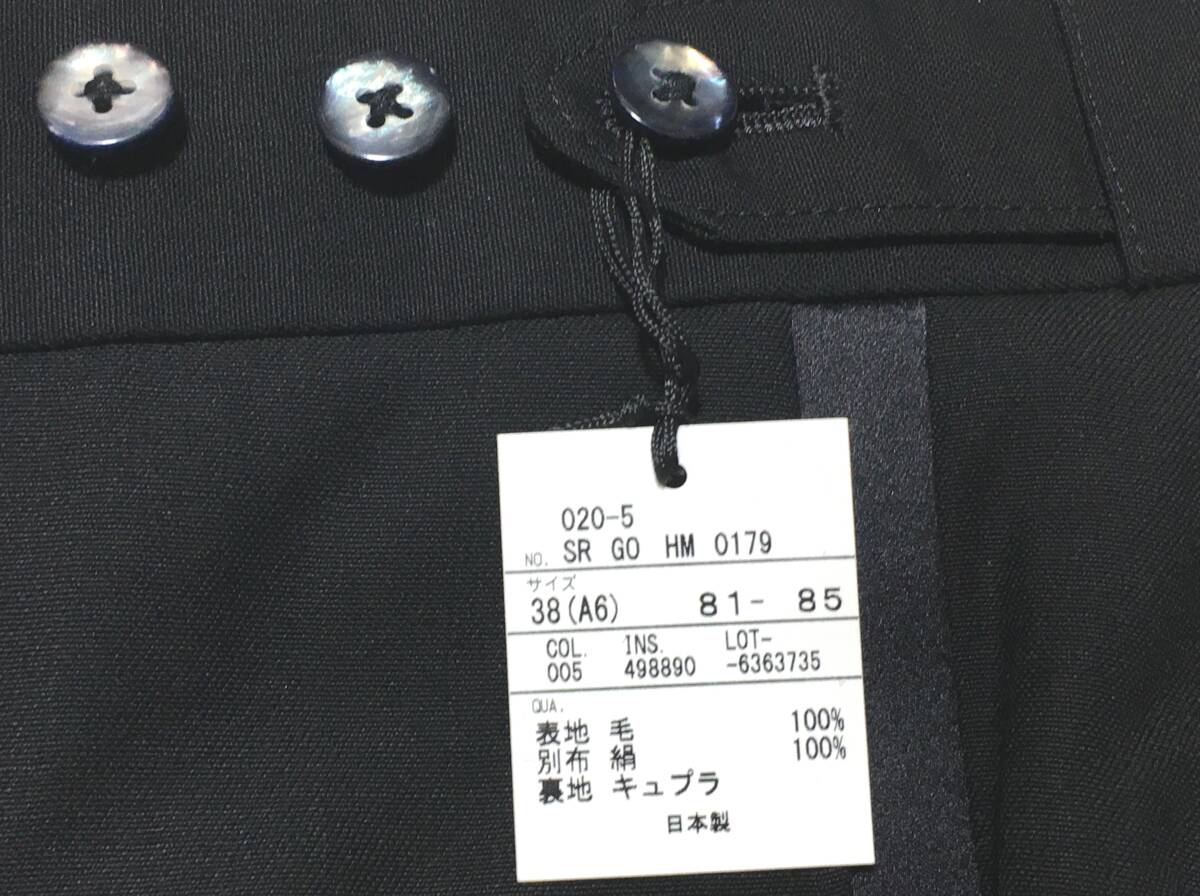 020-5
NO. SR GO HM 0179
サイズ
38(A6) 81- 85
COL. INS. LOT-
005 498890 -6363735
QUA.
表地 毛 100%
別布 絹 100%
裏地 キュプラ
日本製